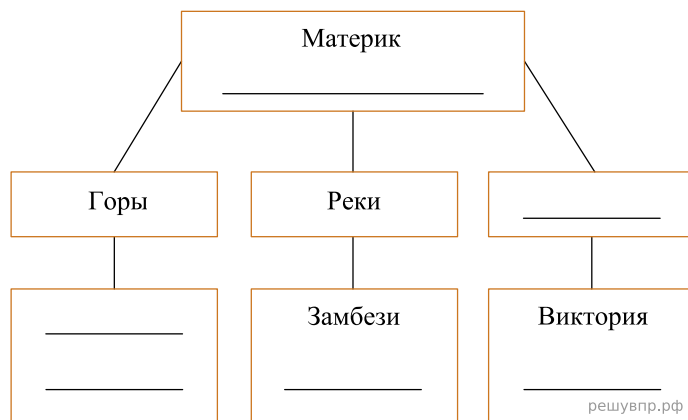 Материк
Горы
Реки
Замбези
Виктория
решувпр.рф